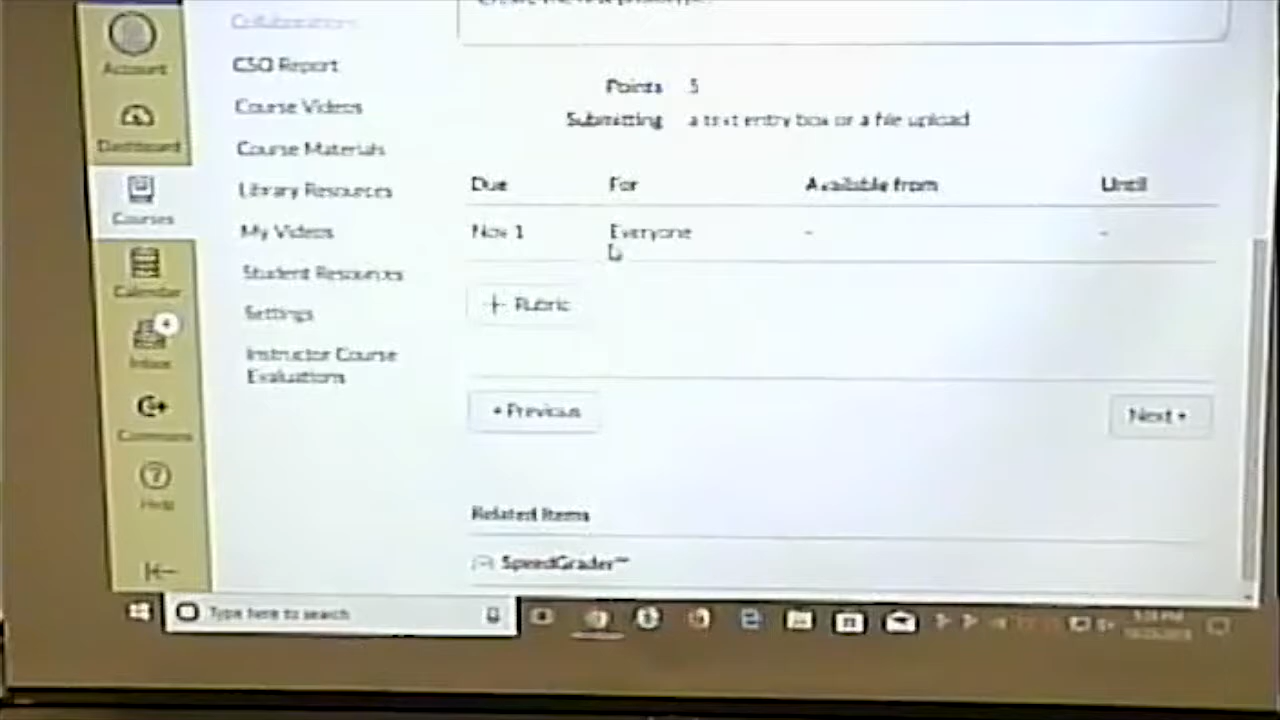 Collaborations
Account
CSO Report
Points 5
Course Videos
Submitting a text entry box or a file upload
Dashboard
Course Materials
Due For Available from Until
Library Resources
Courses
My Videos
Nov 1 Everyone - -
Student Resources
Calendar
+ Rubric
Settings
4
Inbox
Instructor Course
Evaluations
Previous
Next
Commons
Help
Related Items
SpeedGrader™
Type here to search